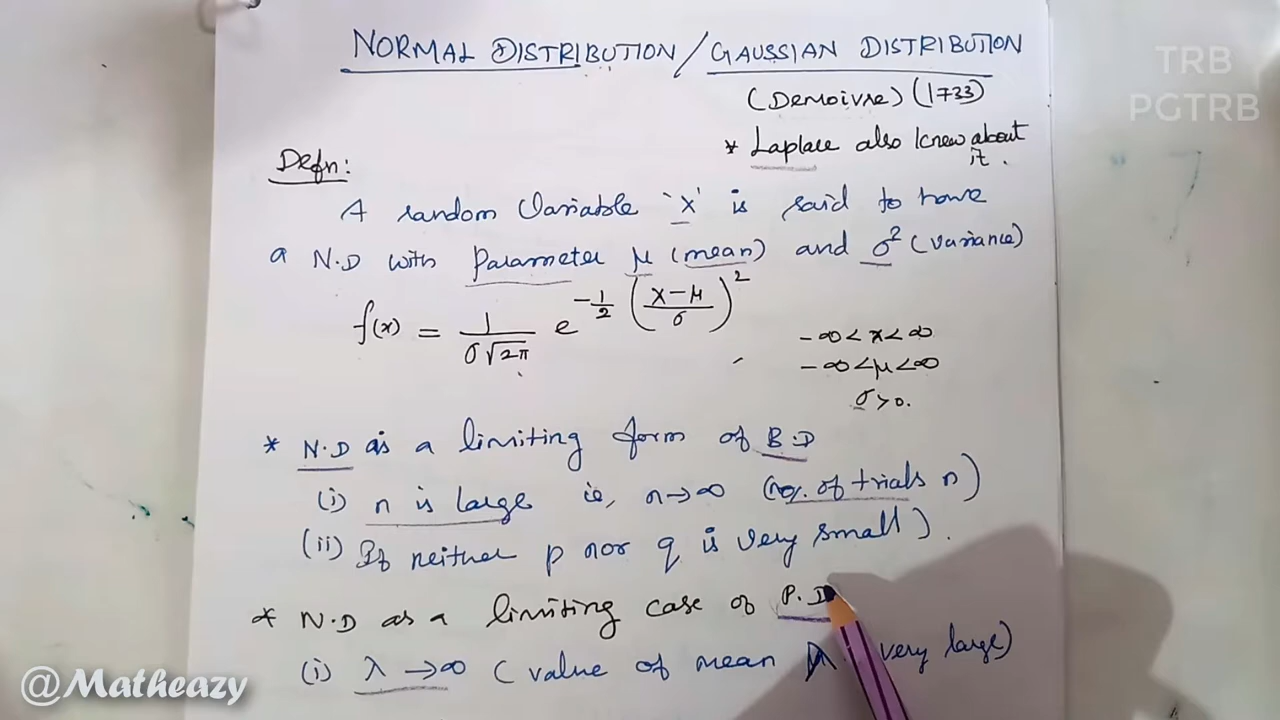 NORMAL DISTRIBUTION / GAUSSIAN DISTRIBUTION
(Demoivre) (1733)
* Laplace also knew about it.
Defn:
A random variable 'X' is said to have
a N.D with parameter μ (mean) and σ² (variance)
f(x) = 1/(σ√2π) e^(-1/2 ((x-μ)/σ)²)
-∞ < x < ∞
-∞ < μ < ∞
σ > 0.
* N.D as a limiting form of B.D
(i) n is large ie, n→∞ (no. of trials n)
(ii) If neither p nor q is very small).
* N.D as a limiting case of P.D
(i) λ→∞ (value of mean very large)
TRB
PGTRB
@Matheazy